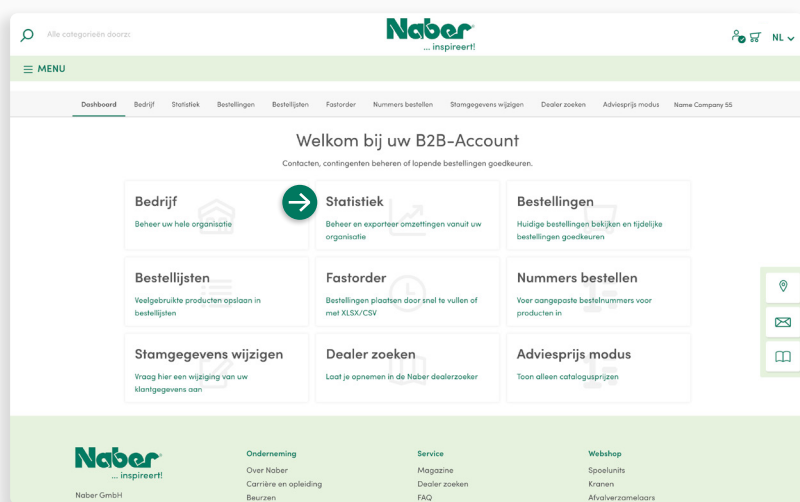 Alle categorieën doorz
Naber
... inspireert!
NL
MENU
Dashboard Bedrijf Statistiek Bestellingen Bestellijsten Fastorder Nummers bestellen Stamgegevens wijzigen Dealer zoeken Adviesprijs modus Name Company 55
Welkom bij uw B2B-Account
Contacten, contingenten beheren of lopende bestellingen goedkeuren.
Bedrijf
Beheer uw hele organisatie
Statistiek
Beheer en exporteer omzettingen vanuit uw
organisatie
Bestellingen
Huidige bestellingen bekijken en tijdelijke
bestellingen goedkeuren
Bestellijsten
Veelgebruikte producten opslaan in
bestellijsten
Fastorder
Bestellingen plaatsen door snel te vullen of
met XLSX/CSV
Nummers bestellen
Voer aangepaste bestelnummers voor
producten in
Stamgegevens wijzigen
Vraag hier een wijziging van uw
klantgegevens aan
Dealer zoeken
Laat je opnemen in de Naber dealerzoeker
Adviesprijs modus
Toon alleen catalogusprijzen
Naber
... inspireert!
Naber GmbH
Onderneming
Over Naber
Carrière en opleiding
Beurzen
Service
Magazine
Dealer zoeken
FAQ
Webshop
Spoelunits
Kranen
Afvalverzamelaars